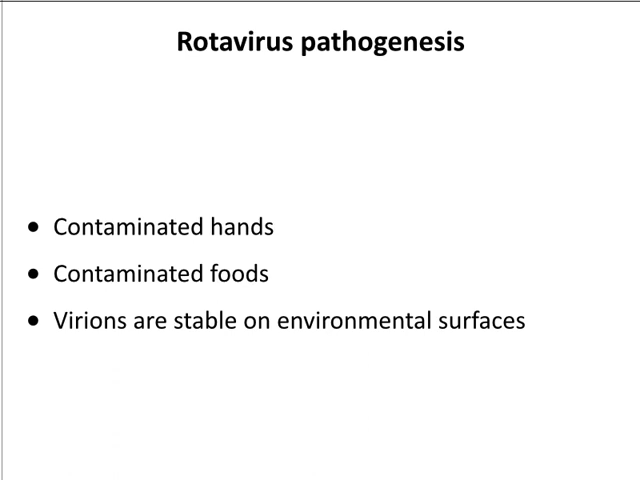 Rotavirus pathogenesis
• Contaminated hands
• Contaminated foods
• Virions are stable on environmental surfaces